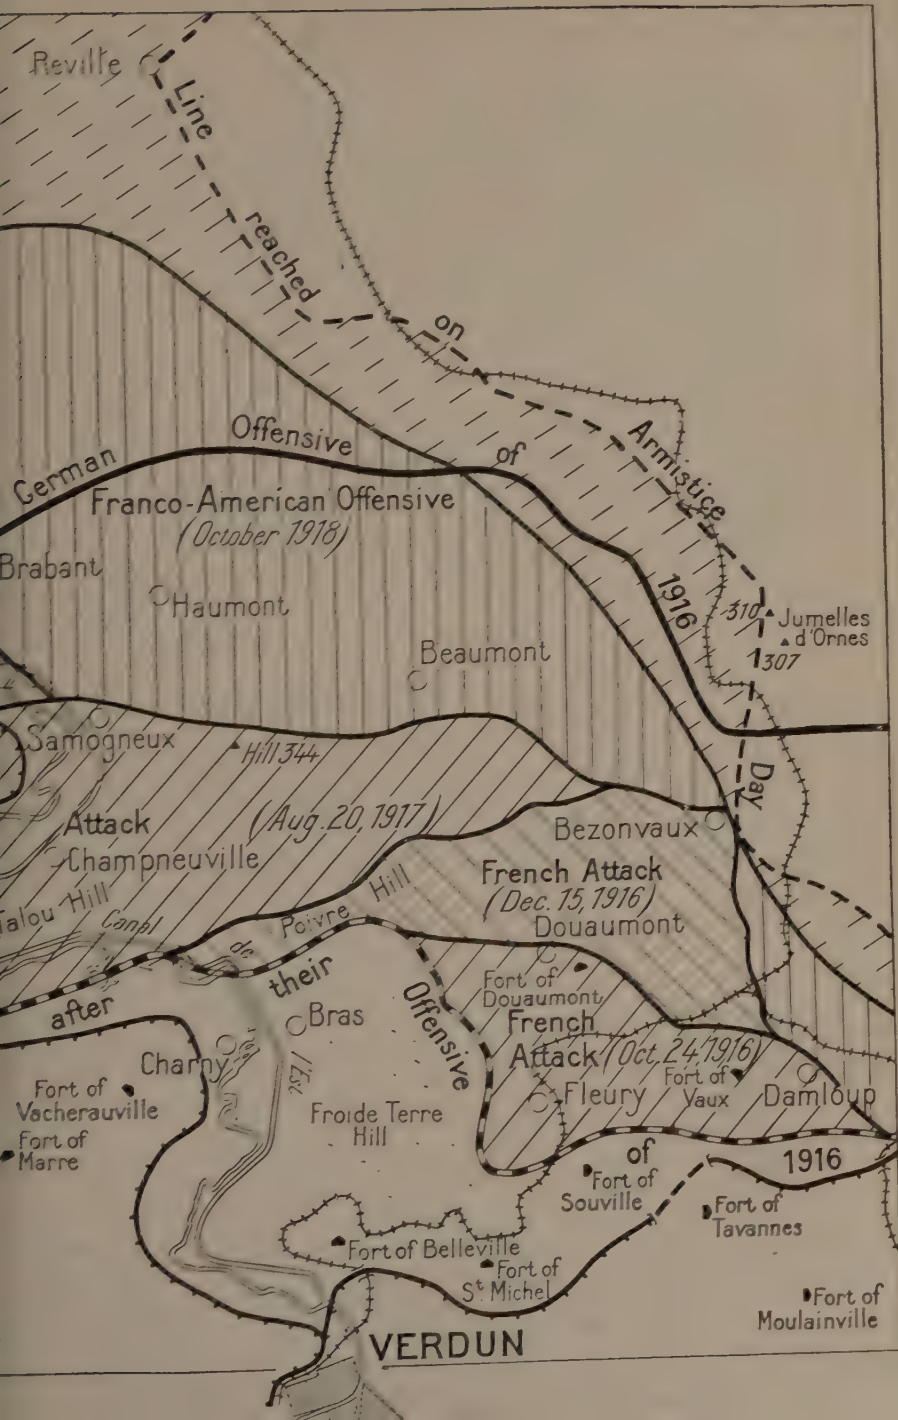 Reville
Line
reached
on
Armistice
Day
German
Offensive
of
1916
Franco-American Offensive
(October 1918)
Brabant
Haumont
Beaumont
310
Jumelles
d'Ornes
307
Samogneux
Hill 344
Attack
(Aug. 20, 1917)
Bezonvaux
Champneuville
French Attack
(Dec. 15, 1916)
Talou Hill
Poivre Hill
Douaumont
Canal
de
l'Est
Fort of
Douaumont
after
their
Offensive
of
1916
Bras
French
Attack (Oct. 24, 1916)
Charny
Fort of
Vaux
Damloup
Fleury
Fort of
Vacherauville
Froide Terre
Hill
Fort of
Marre
Fort of
Souville
Fort of
Tavannes
Fort of Belleville
Fort of
St Michel
Fort of
Moulainville
VERDUN